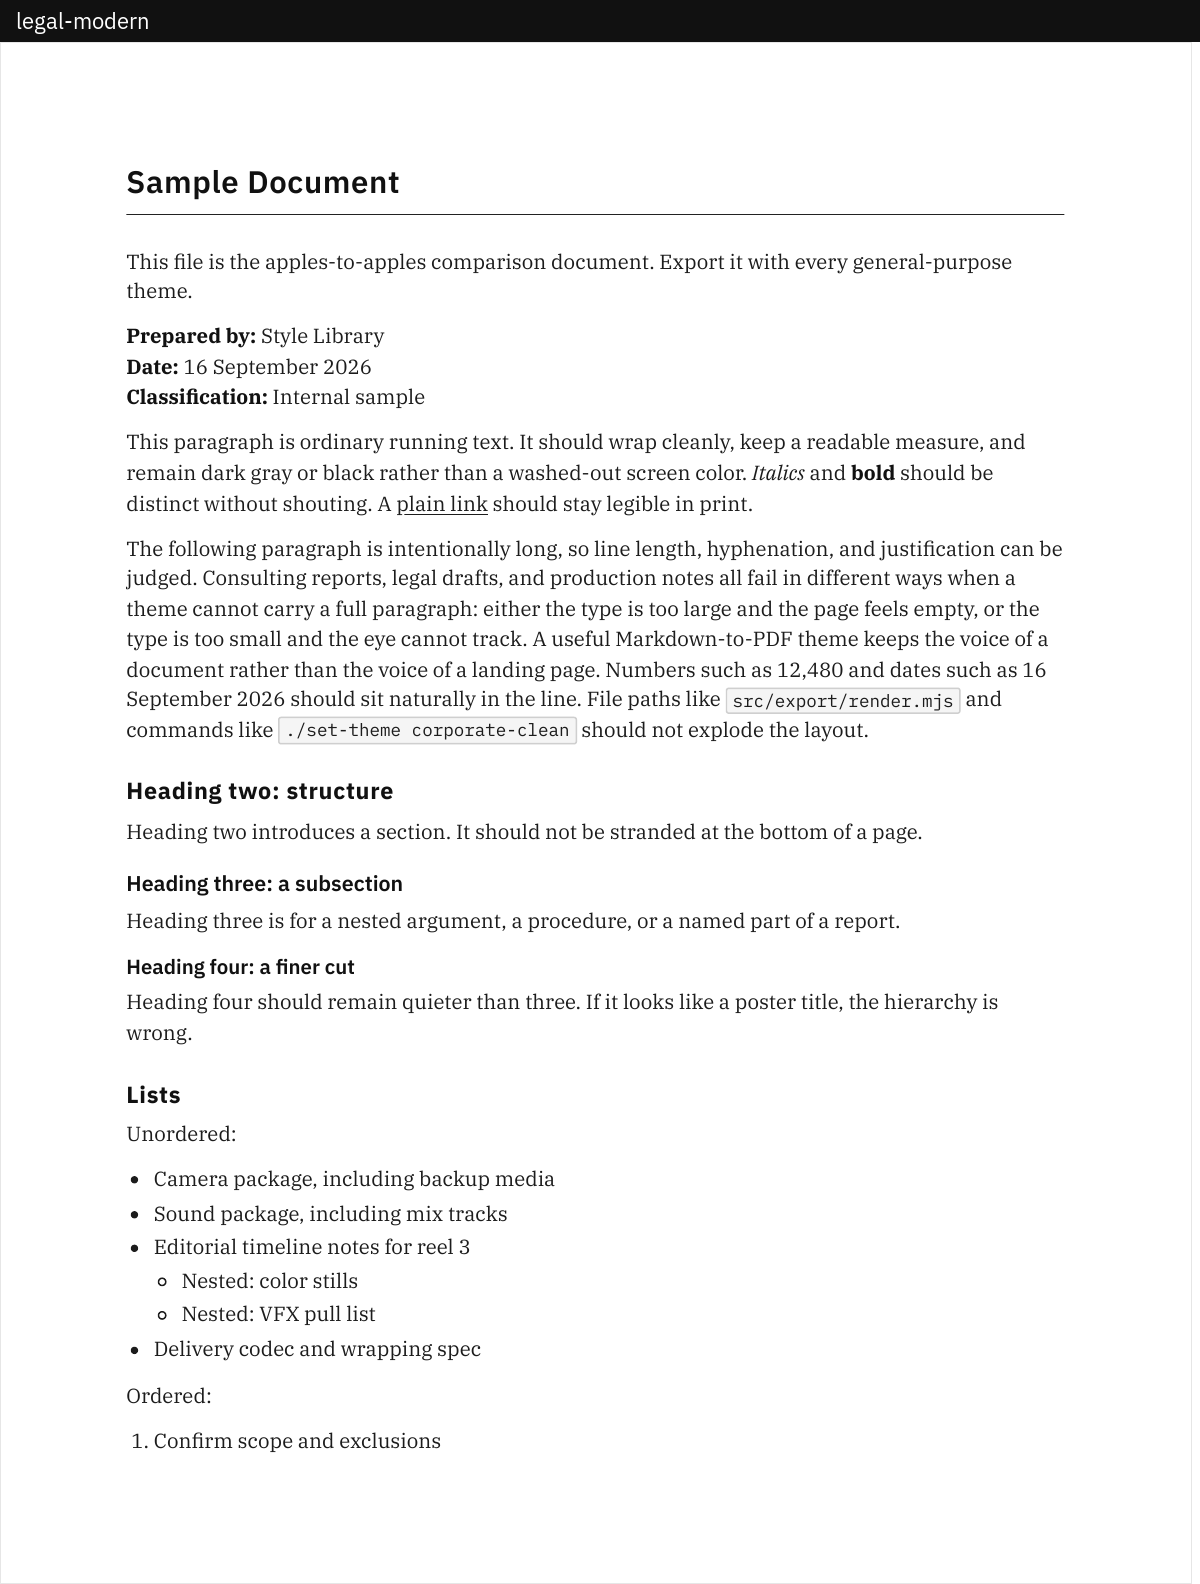 legal-modern
Sample Document
This file is the apples-to-apples comparison document. Export it with every general-purpose
theme.
Prepared by: Style Library
Date: 16 September 2026
Classification: Internal sample
This paragraph is ordinary running text. It should wrap cleanly, keep a readable measure, and
remain dark gray or black rather than a washed-out screen color. Italics and bold should be
distinct without shouting. A plain link should stay legible in print.
The following paragraph is intentionally long, so line length, hyphenation, and justification can be
judged. Consulting reports, legal drafts, and production notes all fail in different ways when a
theme cannot carry a full paragraph: either the type is too large and the page feels empty, or the
type is too small and the eye cannot track. A useful Markdown-to-PDF theme keeps the voice of a
document rather than the voice of a landing page. Numbers such as 12,480 and dates such as 16
September 2026 should sit naturally in the line. File paths like src/export/render.mjs and
commands like ./set-theme corporate-clean should not explode the layout.
Heading two: structure
Heading two introduces a section. It should not be stranded at the bottom of a page.
Heading three: a subsection
Heading three is for a nested argument, a procedure, or a named part of a report.
Heading four: a finer cut
Heading four should remain quieter than three. If it looks like a poster title, the hierarchy is
wrong.
Lists
Unordered:
• Camera package, including backup media
• Sound package, including mix tracks
• Editorial timeline notes for reel 3
◦ Nested: color stills
◦ Nested: VFX pull list
• Delivery codec and wrapping spec
Ordered:
1. Confirm scope and exclusions